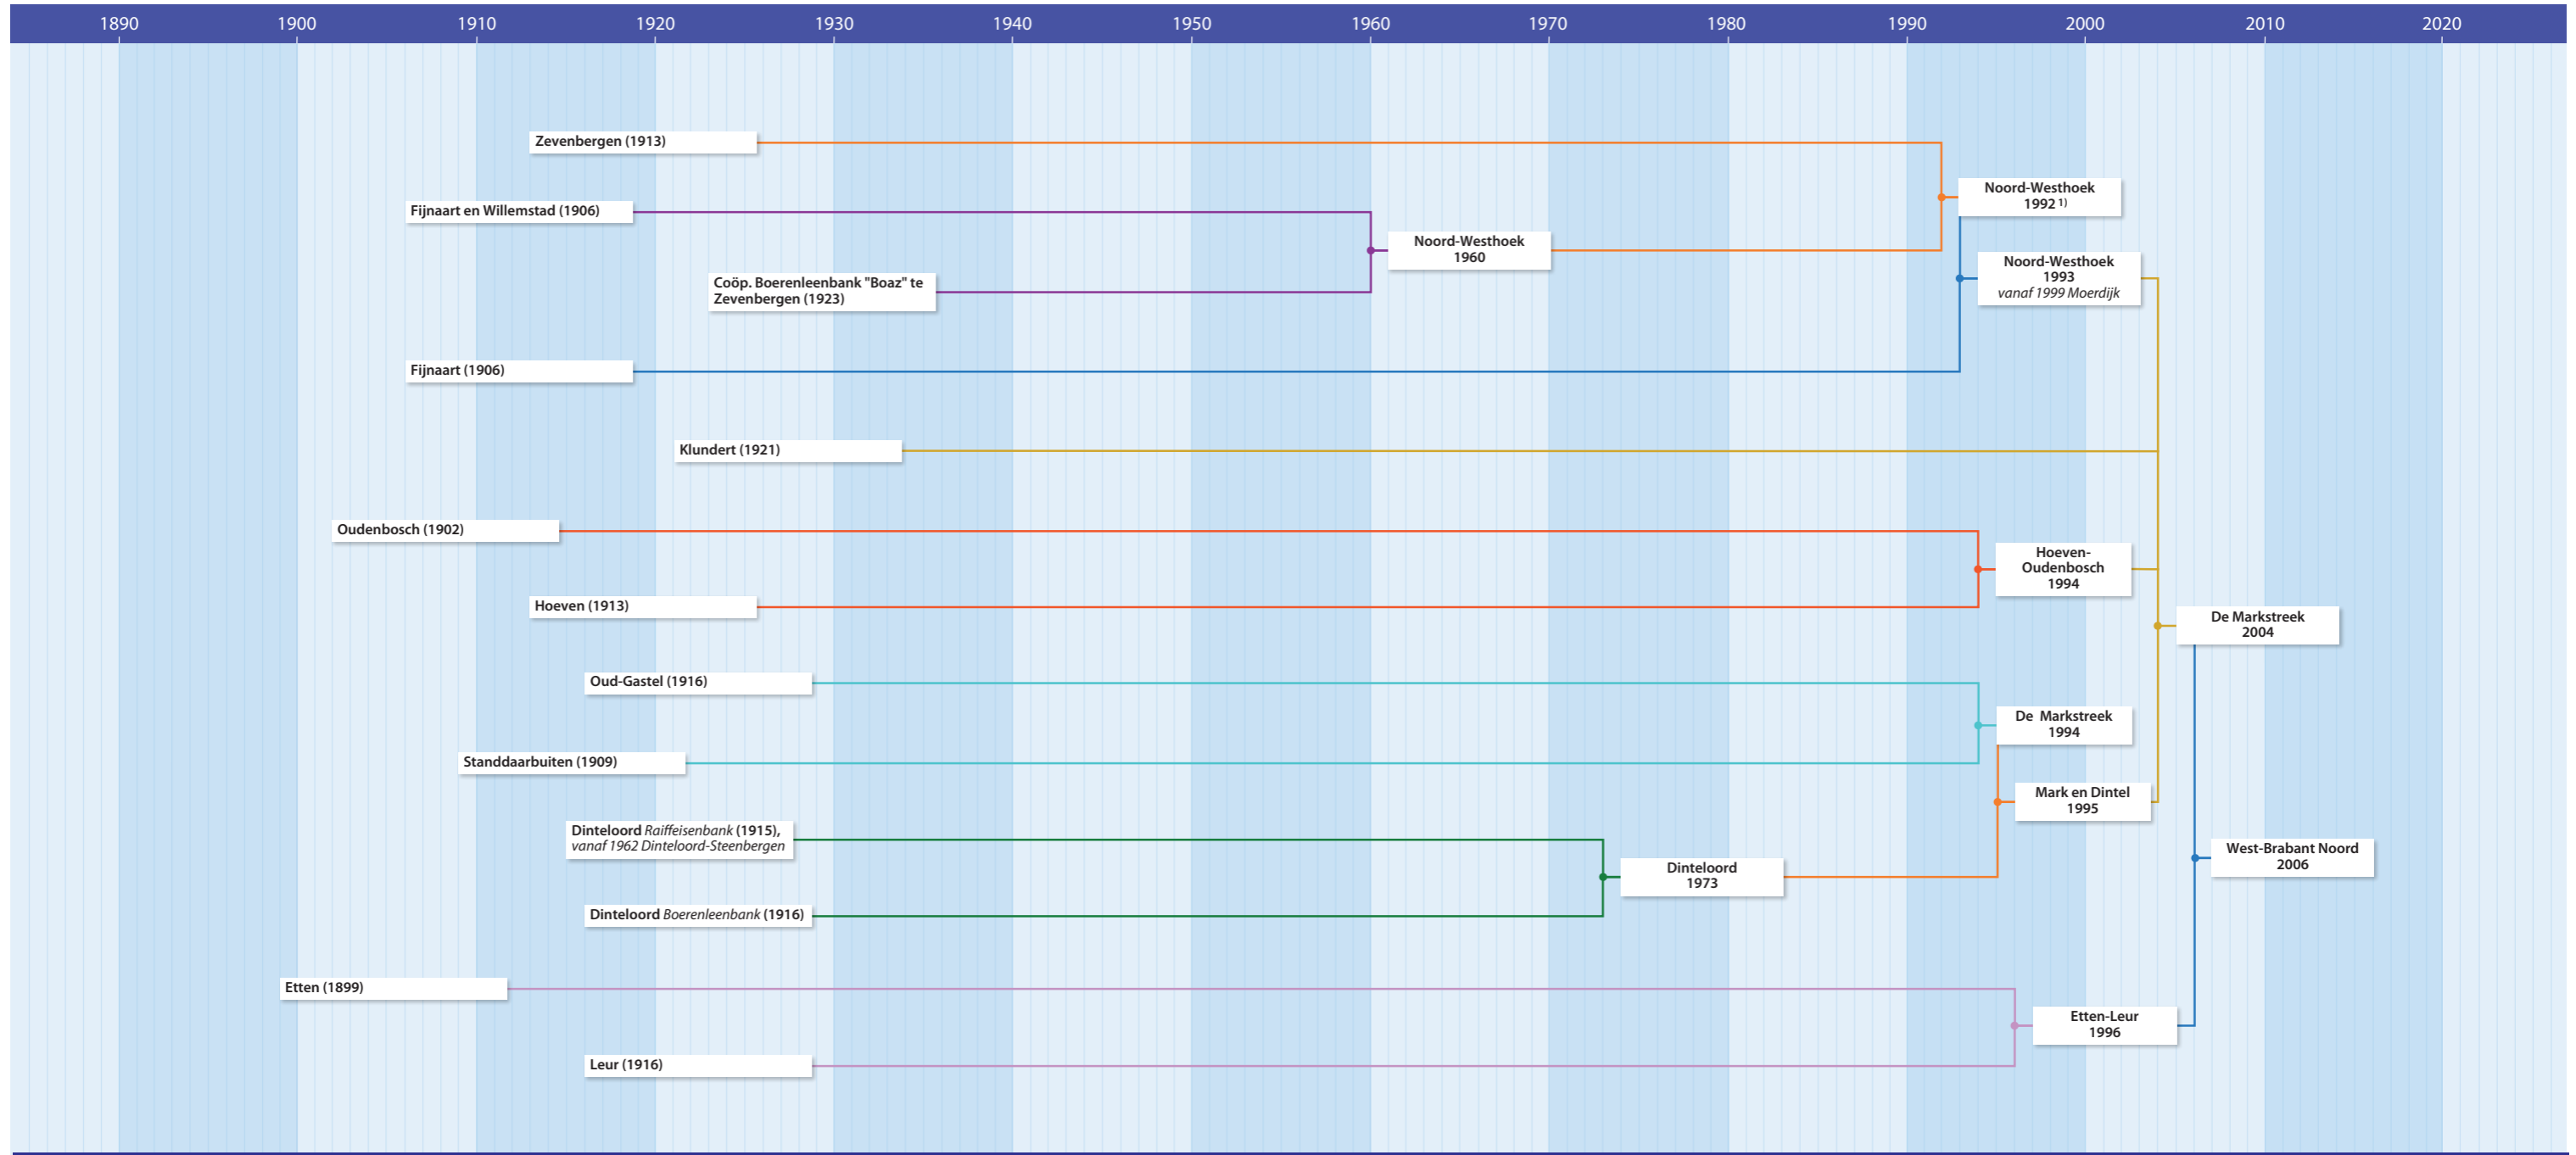 1890 1900 1910 1920 1930 1940 1950 1960 1970 1980 1990 2000 2010 2020
Zevenbergen (1913)
Noord-Westhoek
1992 1)
Fijnaart en Willemstad (1906)
Noord-Westhoek
1960
Noord-Westhoek
1993
vanaf 1999 Moerdijk
Coöp. Boerenleenbank "Boaz" te
Zevenbergen (1923)
Fijnaart (1906)
Klundert (1921)
Oudenbosch (1902)
Hoeven-
Oudenbosch
1994
Hoeven (1913)
De Markstreek
2004
Oud-Gastel (1916)
De Markstreek
1994
Standdaarbuiten (1909)
Mark en Dintel
1995
Dinteloord Raiffeisenbank (1915),
vanaf 1962 Dinteloord-Steenbergen
West-Brabant Noord
2006
Dinteloord
1973
Dinteloord Boerenleenbank (1916)
Etten (1899)
Etten-Leur
1996
Leur (1916)